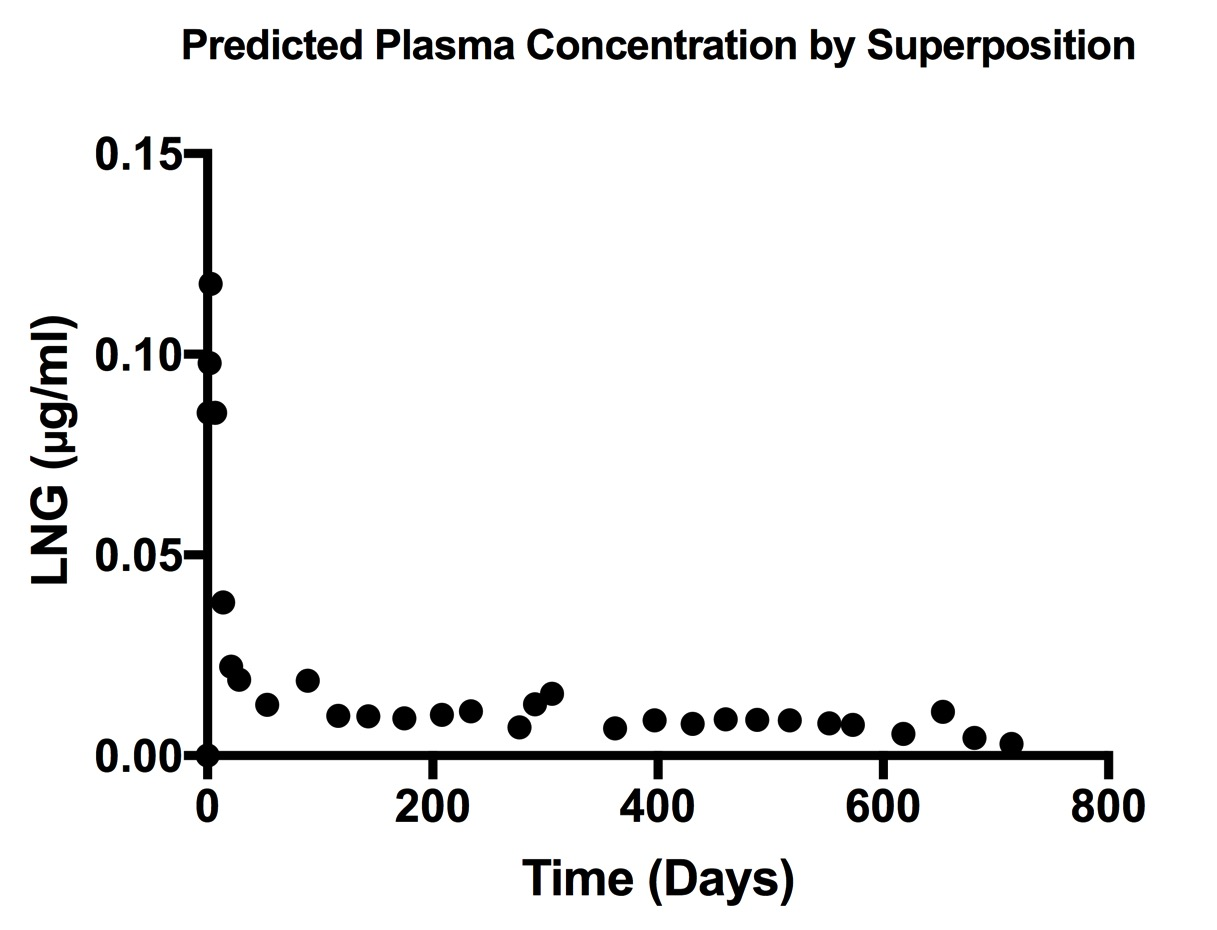 Predicted Plasma Concentration by Superposition
0.15
0.10
0.05
0.00
LNG (µg/ml)
0 200 400 600 800
Time (Days)